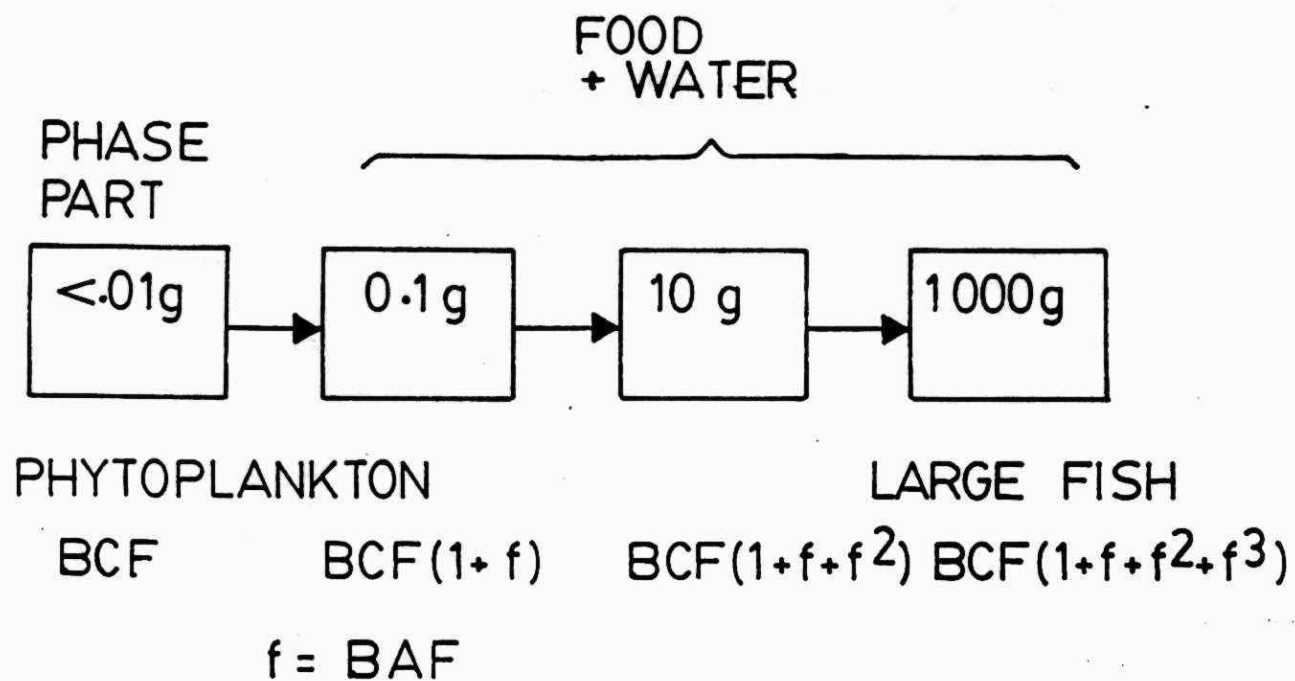 FOOD
+ WATER
PHASE
PART
<.01g 0.1g 10 g 1000g
PHYTOPLANKTON LARGE FISH
BCF BCF(1+ f) BCF(1+f+f²) BCF(1+f+f²+f³)
f = BAF